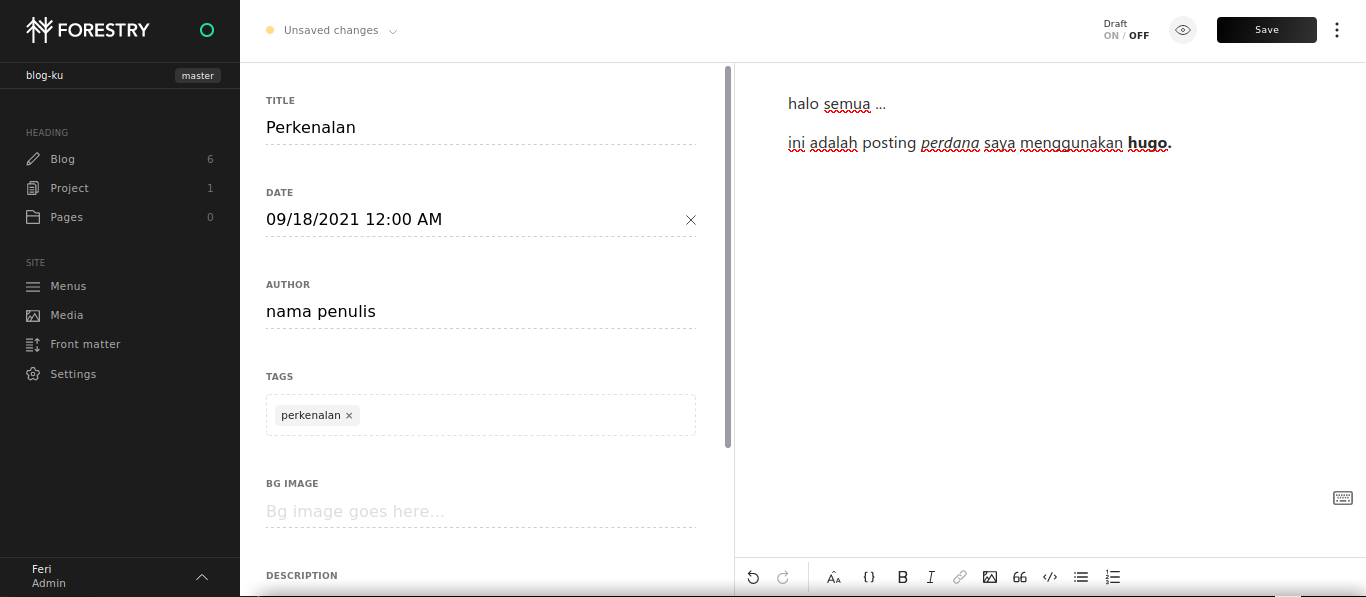 FORESTRY
blog-ku
master
HEADING
Blog 6
Project 1
Pages 0
SITE
Menus
Media
Front matter
Settings
Feri
Admin
Unsaved changes
Draft
ON / OFF
Save
TITLE
Perkenalan
DATE
09/18/2021 12:00 AM
AUTHOR
nama penulis
TAGS
perkenalan ×
BG IMAGE
Bg image goes here...
DESCRIPTION
halo semua ...
ini adalah posting perdana saya menggunakan hugo.